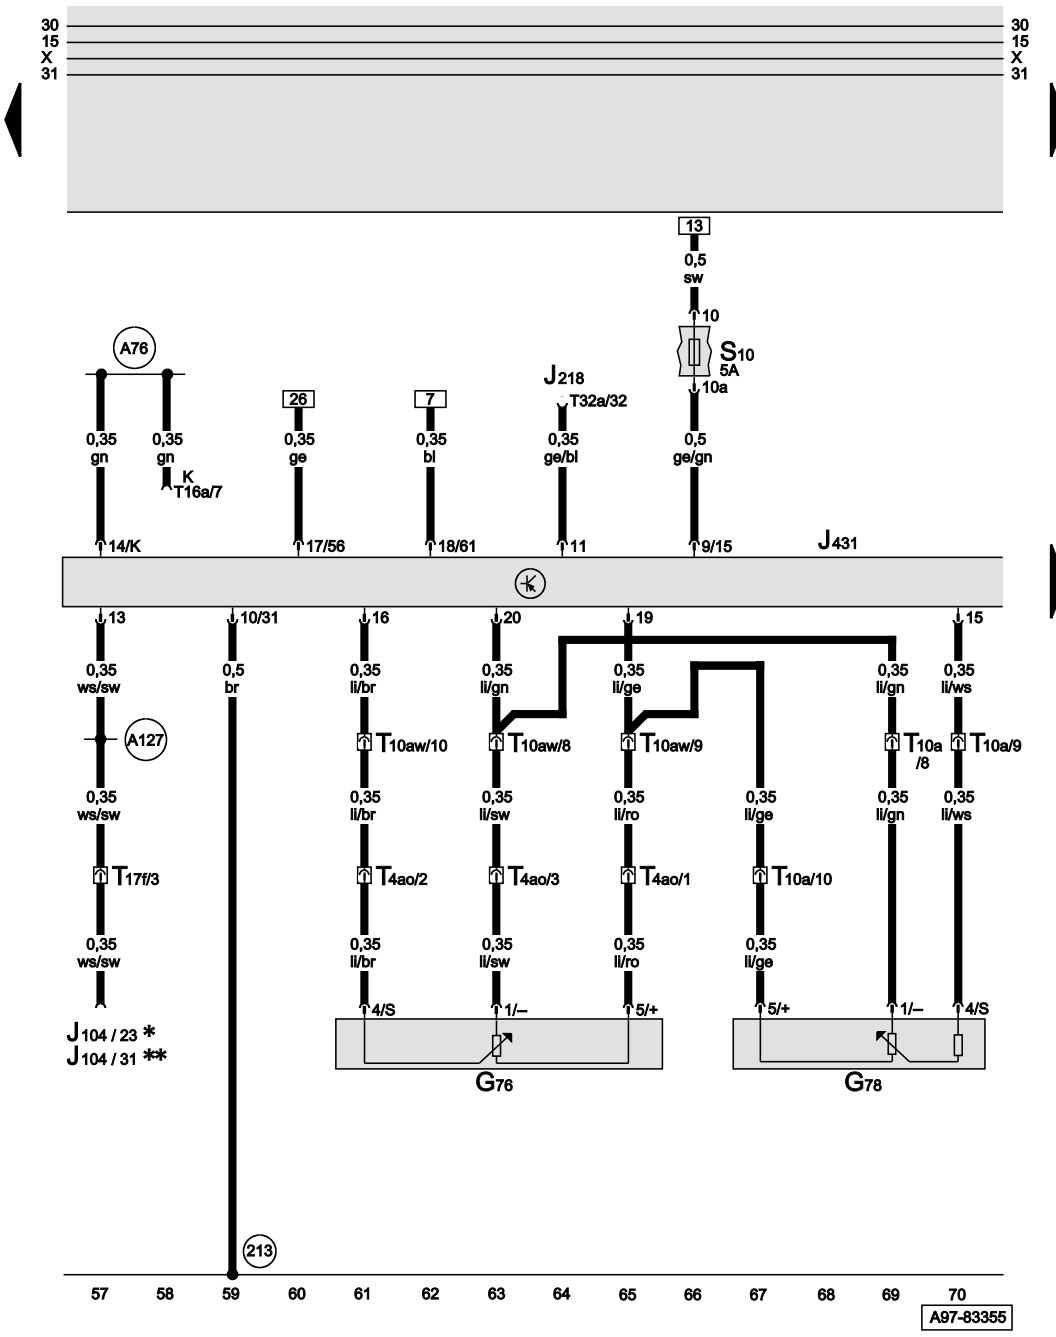 30 30
15 15
X X
31 31
13
0,5
sw
10
S10
5A
10a
A76
J218
T32a/32
26
7
0,35 0,35 0,35 0,35 0,35 0,5
gn gn ge bl ge/bl ge/gn
K
T16a/7
14/K 17/56 18/61 11 9/15 J431
13 10/31 16 20 19 15
0,35 0,5 0,35 0,35 0,35 0,35 0,35
ws/sw br li/br li/gn li/ge li/gn li/ws
A127 T10aw/10 T10aw/8 T10aw/9 T10a T10a/9
/8
0,35 0,35 0,35 0,35 0,35 0,35 0,35
ws/sw li/br li/sw li/ro li/ge li/gn li/ws
T17f/3 T4ao/2 T4ao/3 T4ao/1 T10a/10
0,35 0,35 0,35 0,35 0,35
ws/sw li/br li/sw li/ro li/ge
4/S 1/– 5/+ 5/+ 1/– 4/S
J104 / 23 *
J104 / 31 **
G76 G78
213
57 58 59 60 61 62 63 64 65 66 67 68 69 70
A97-83355